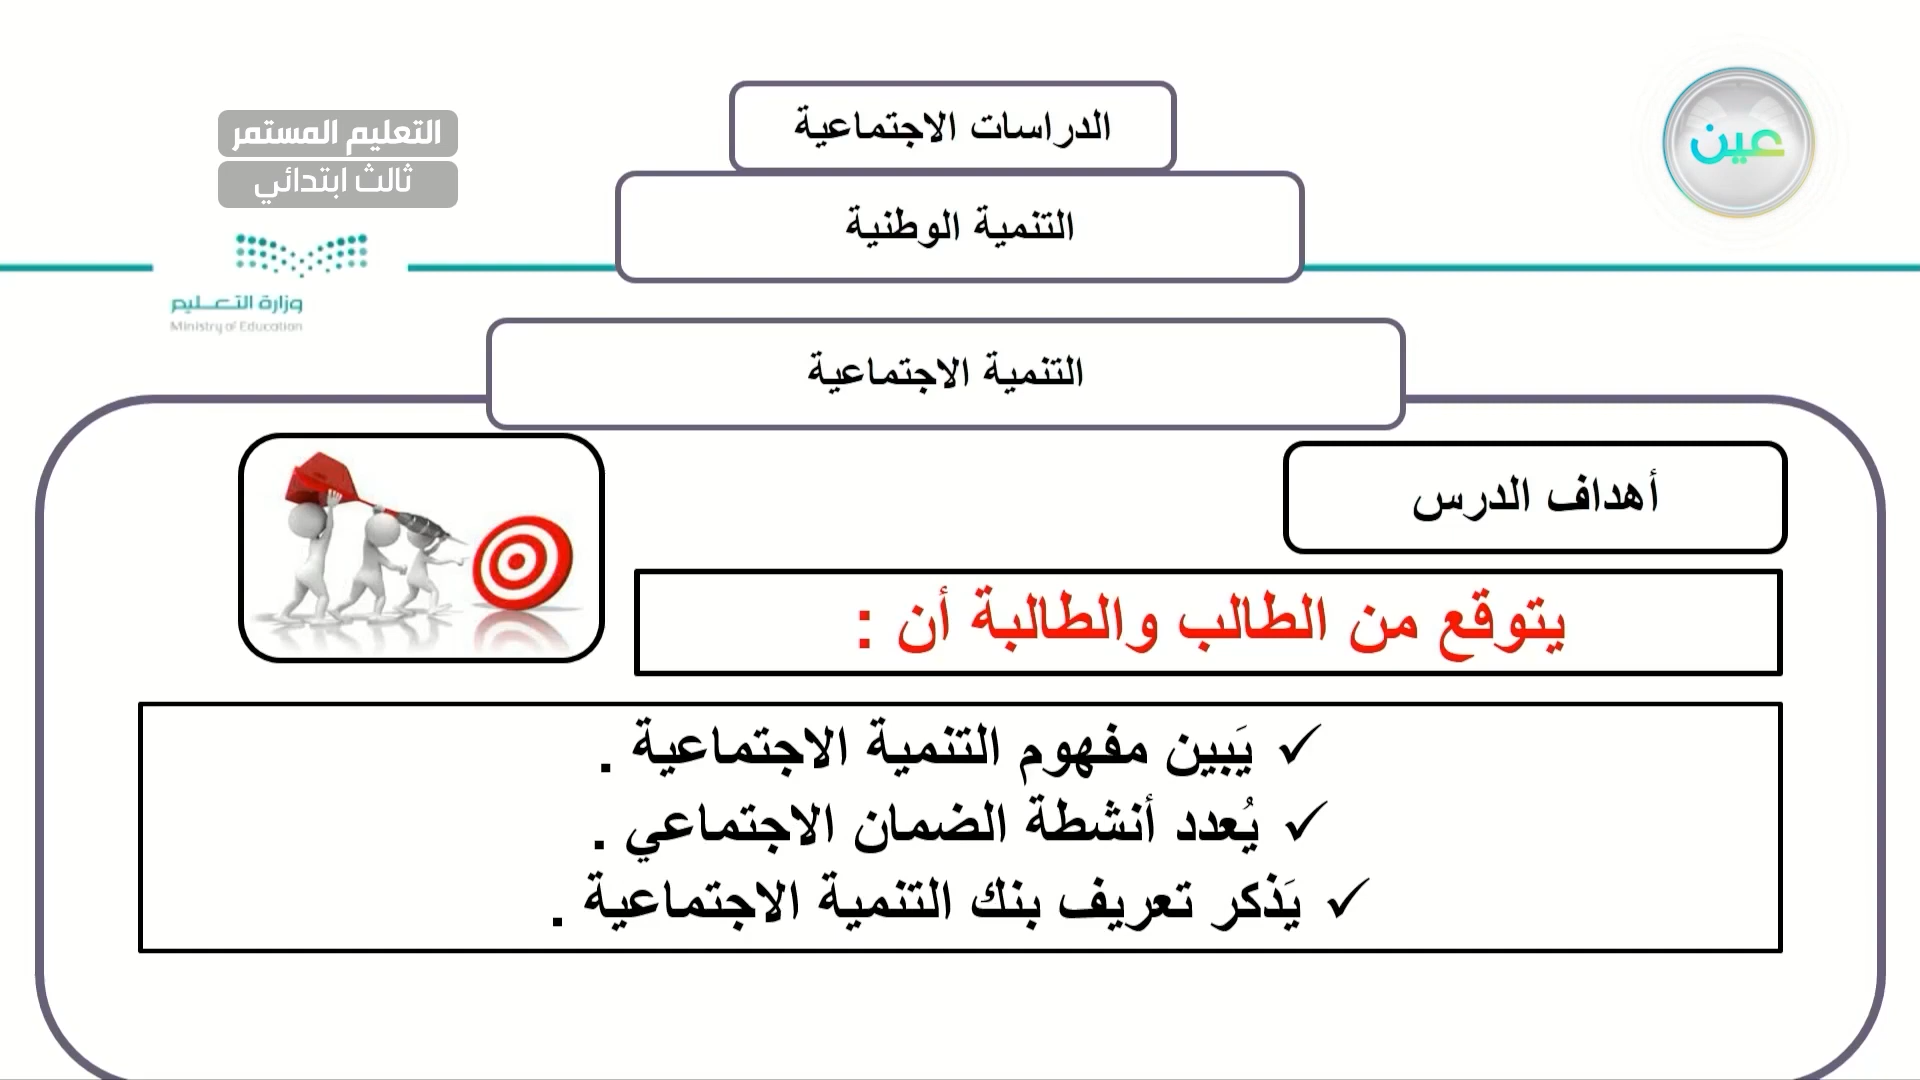 الدراسات الاجتماعية
عين
التعليم المستمر
ثالث ابتدائي
التنمية الوطنية
وزارة التعـــليم
Ministry of Education
التنمية الاجتماعية
أهداف الدرس
يتوقع من الطالب والطالبة أن :
✓ يَبين مفهوم التنمية الاجتماعية .
✓ يُعدد أنشطة الضمان الاجتماعي .
✓ يَذكر تعريف بنك التنمية الاجتماعية .